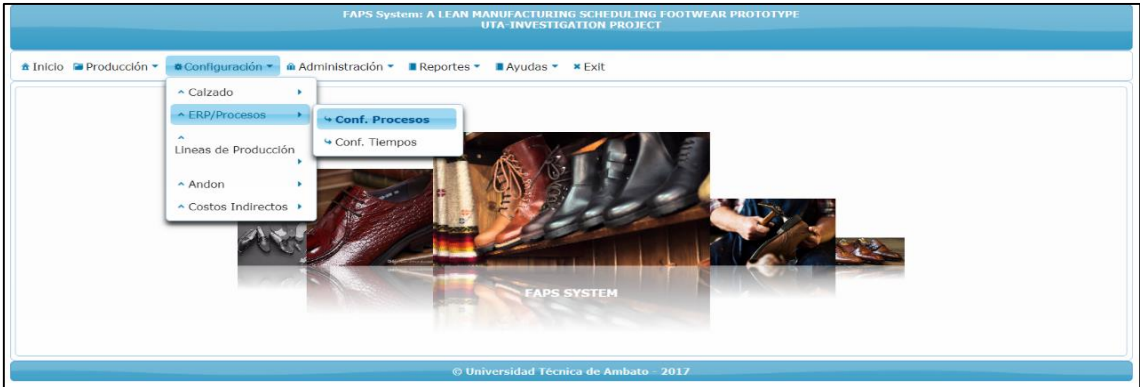 FAPS System: A LEAN MANUFACTURING SCHEDULING FOOTWEAR PROTOTYPE
UTA-INVESTIGATION PROJECT
Inicio Producción Configuración Administración Reportes Ayudas Exit
Calzado
ERP/Procesos
Conf. Procesos
Conf. Tiempos
Lineas de Producción
Andon
Costos Indirectos
FAPS SYSTEM
© Universidad Técnica de Ambato - 2017